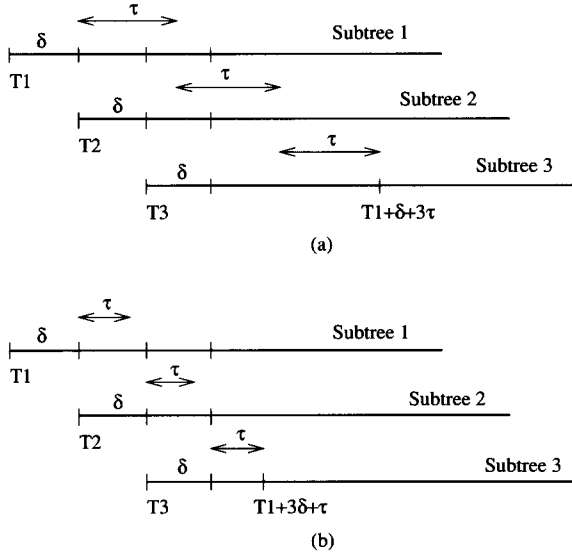 τ
δ
Subtree 1
T1
τ
δ
Subtree 2
T2
τ
δ
Subtree 3
T3
T1+δ+3τ
(a)
τ
δ
Subtree 1
T1
τ
δ
Subtree 2
T2
τ
δ
Subtree 3
T3
T1+3δ+τ
(b)